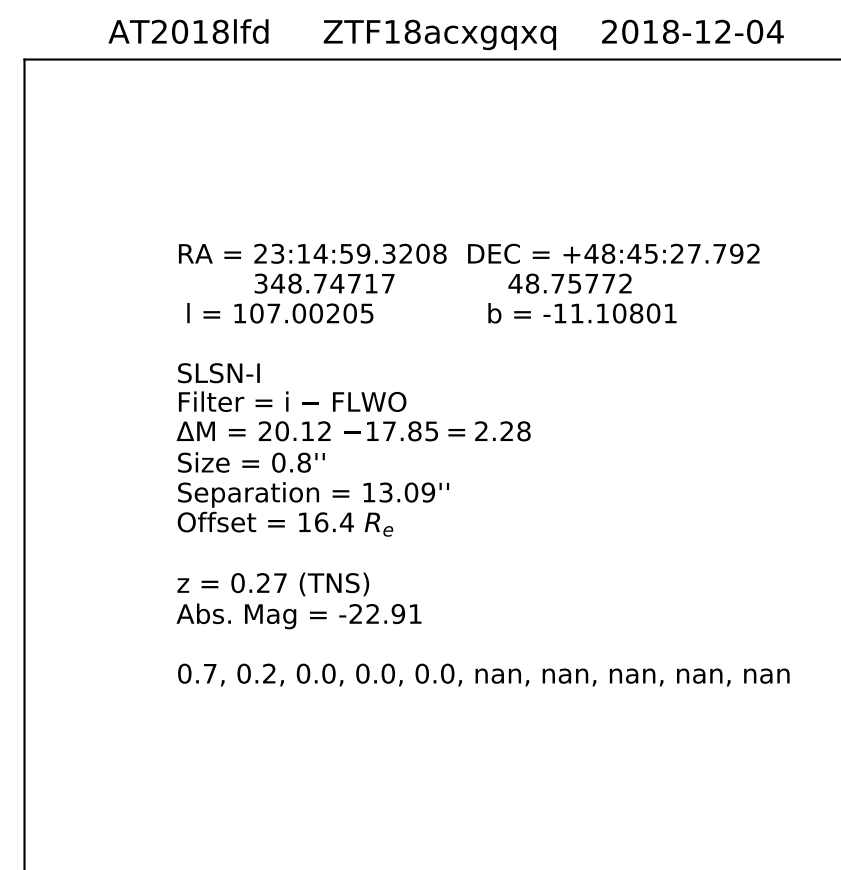 AT2018lfd ZTF18acxgqxq 2018-12-04
RA = 23:14:59.3208 DEC = +48:45:27.792
348.74717 48.75772
l = 107.00205 b = -11.10801
SLSN-I
Filter = i − FLWO
ΔM = 20.12 −17.85 = 2.28
Size = 0.8''
Separation = 13.09''
Offset = 16.4 Rₑ
z = 0.27 (TNS)
Abs. Mag = -22.91
0.7, 0.2, 0.0, 0.0, 0.0, nan, nan, nan, nan, nan